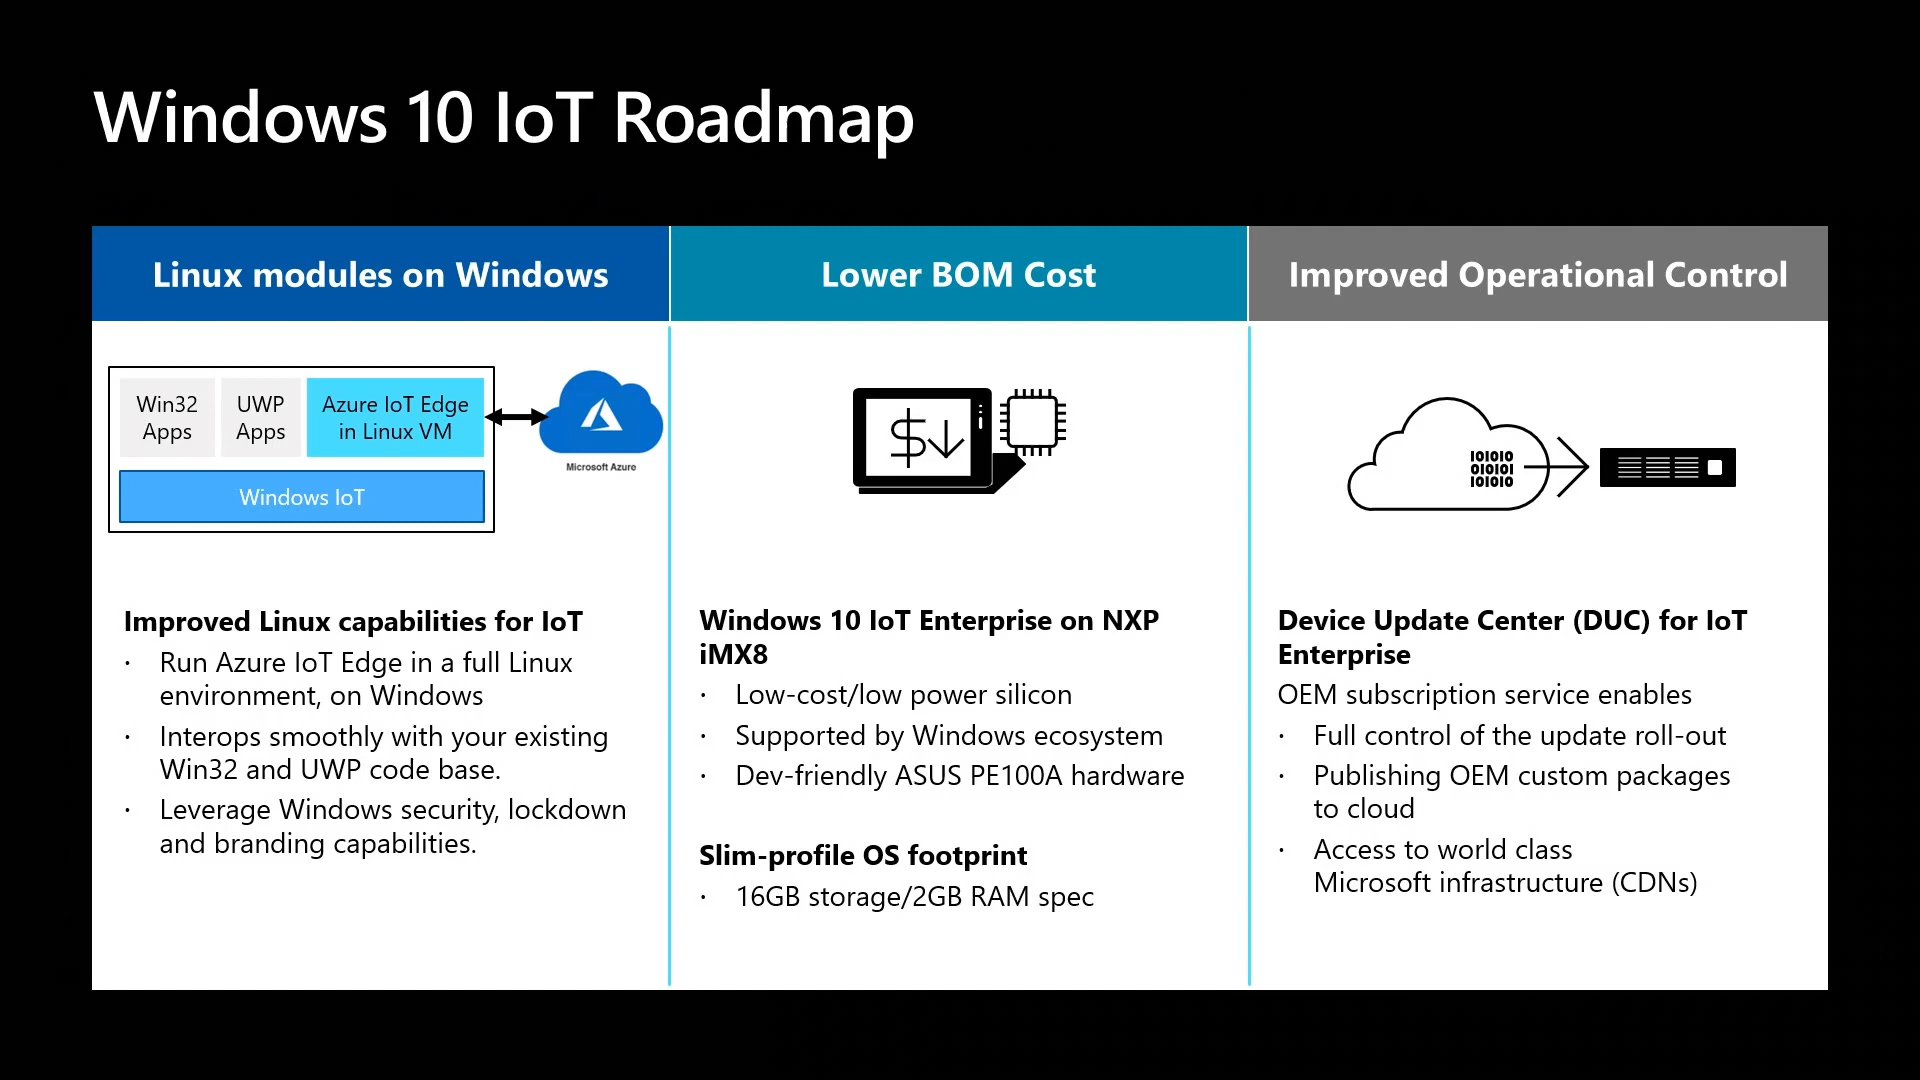 Windows 10 IoT Roadmap
Linux modules on Windows
Lower BOM Cost
Improved Operational Control
Win32
Apps
UWP
Apps
Azure IoT Edge
in Linux VM
Windows IoT
Microsoft Azure
$
IOIOIO
OIOIOI
IOIOIO
Improved Linux capabilities for IoT
· Run Azure IoT Edge in a full Linux
environment, on Windows
· Interops smoothly with your existing
Win32 and UWP code base.
· Leverage Windows security, lockdown
and branding capabilities.
Windows 10 IoT Enterprise on NXP
iMX8
· Low-cost/low power silicon
· Supported by Windows ecosystem
· Dev-friendly ASUS PE100A hardware
Slim-profile OS footprint
· 16GB storage/2GB RAM spec
Device Update Center (DUC) for IoT
Enterprise
OEM subscription service enables
· Full control of the update roll-out
· Publishing OEM custom packages
to cloud
· Access to world class
Microsoft infrastructure (CDNs)